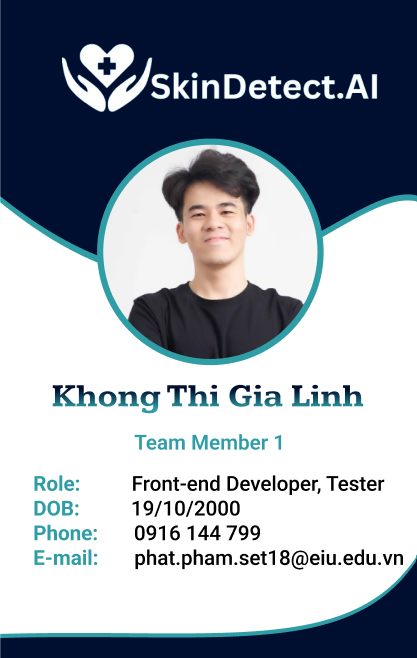 SkinDetect.AI
Khong Thi Gia Linh
Team Member 1
Role: Front-end Developer, Tester
DOB: 19/10/2000
Phone: 0916 144 799
E-mail: phat.pham.set18@eiu.edu.vn